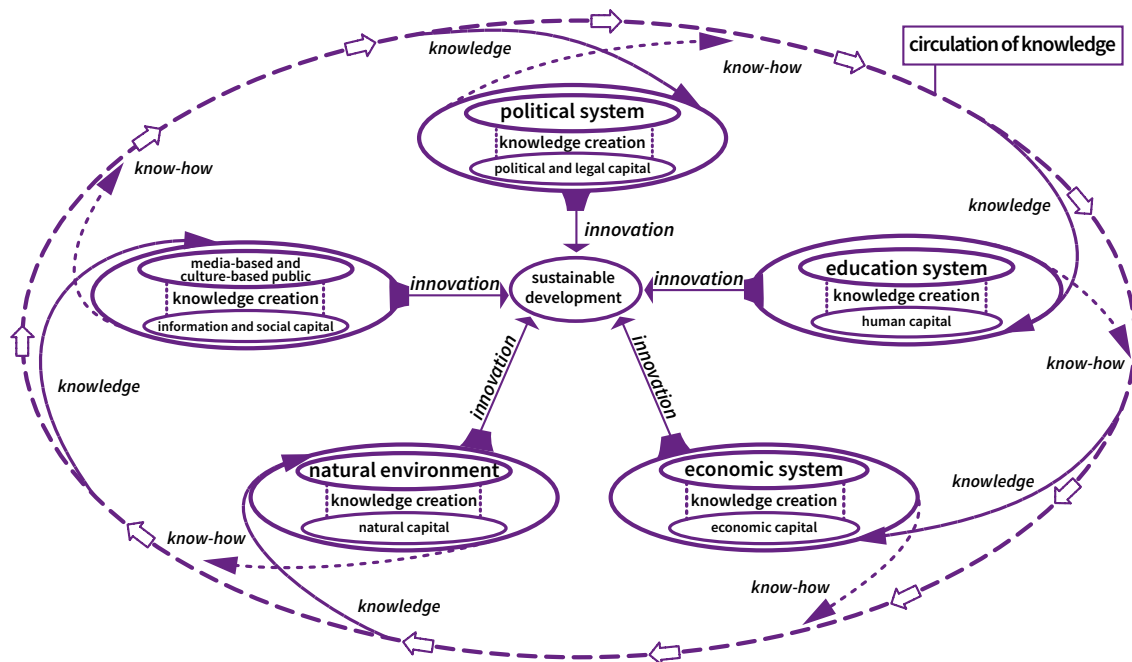 knowledge
know-how
circulation of knowledge
political system
knowledge creation
political and legal capital
innovation
know-how
knowledge
media-based and
culture-based public
knowledge creation
information and social capital
innovation
sustainable
development
innovation
education system
knowledge creation
human capital
know-how
knowledge
innovation
innovation
natural environment
knowledge creation
natural capital
economic system
knowledge creation
economic capital
knowledge
know-how
know-how
knowledge